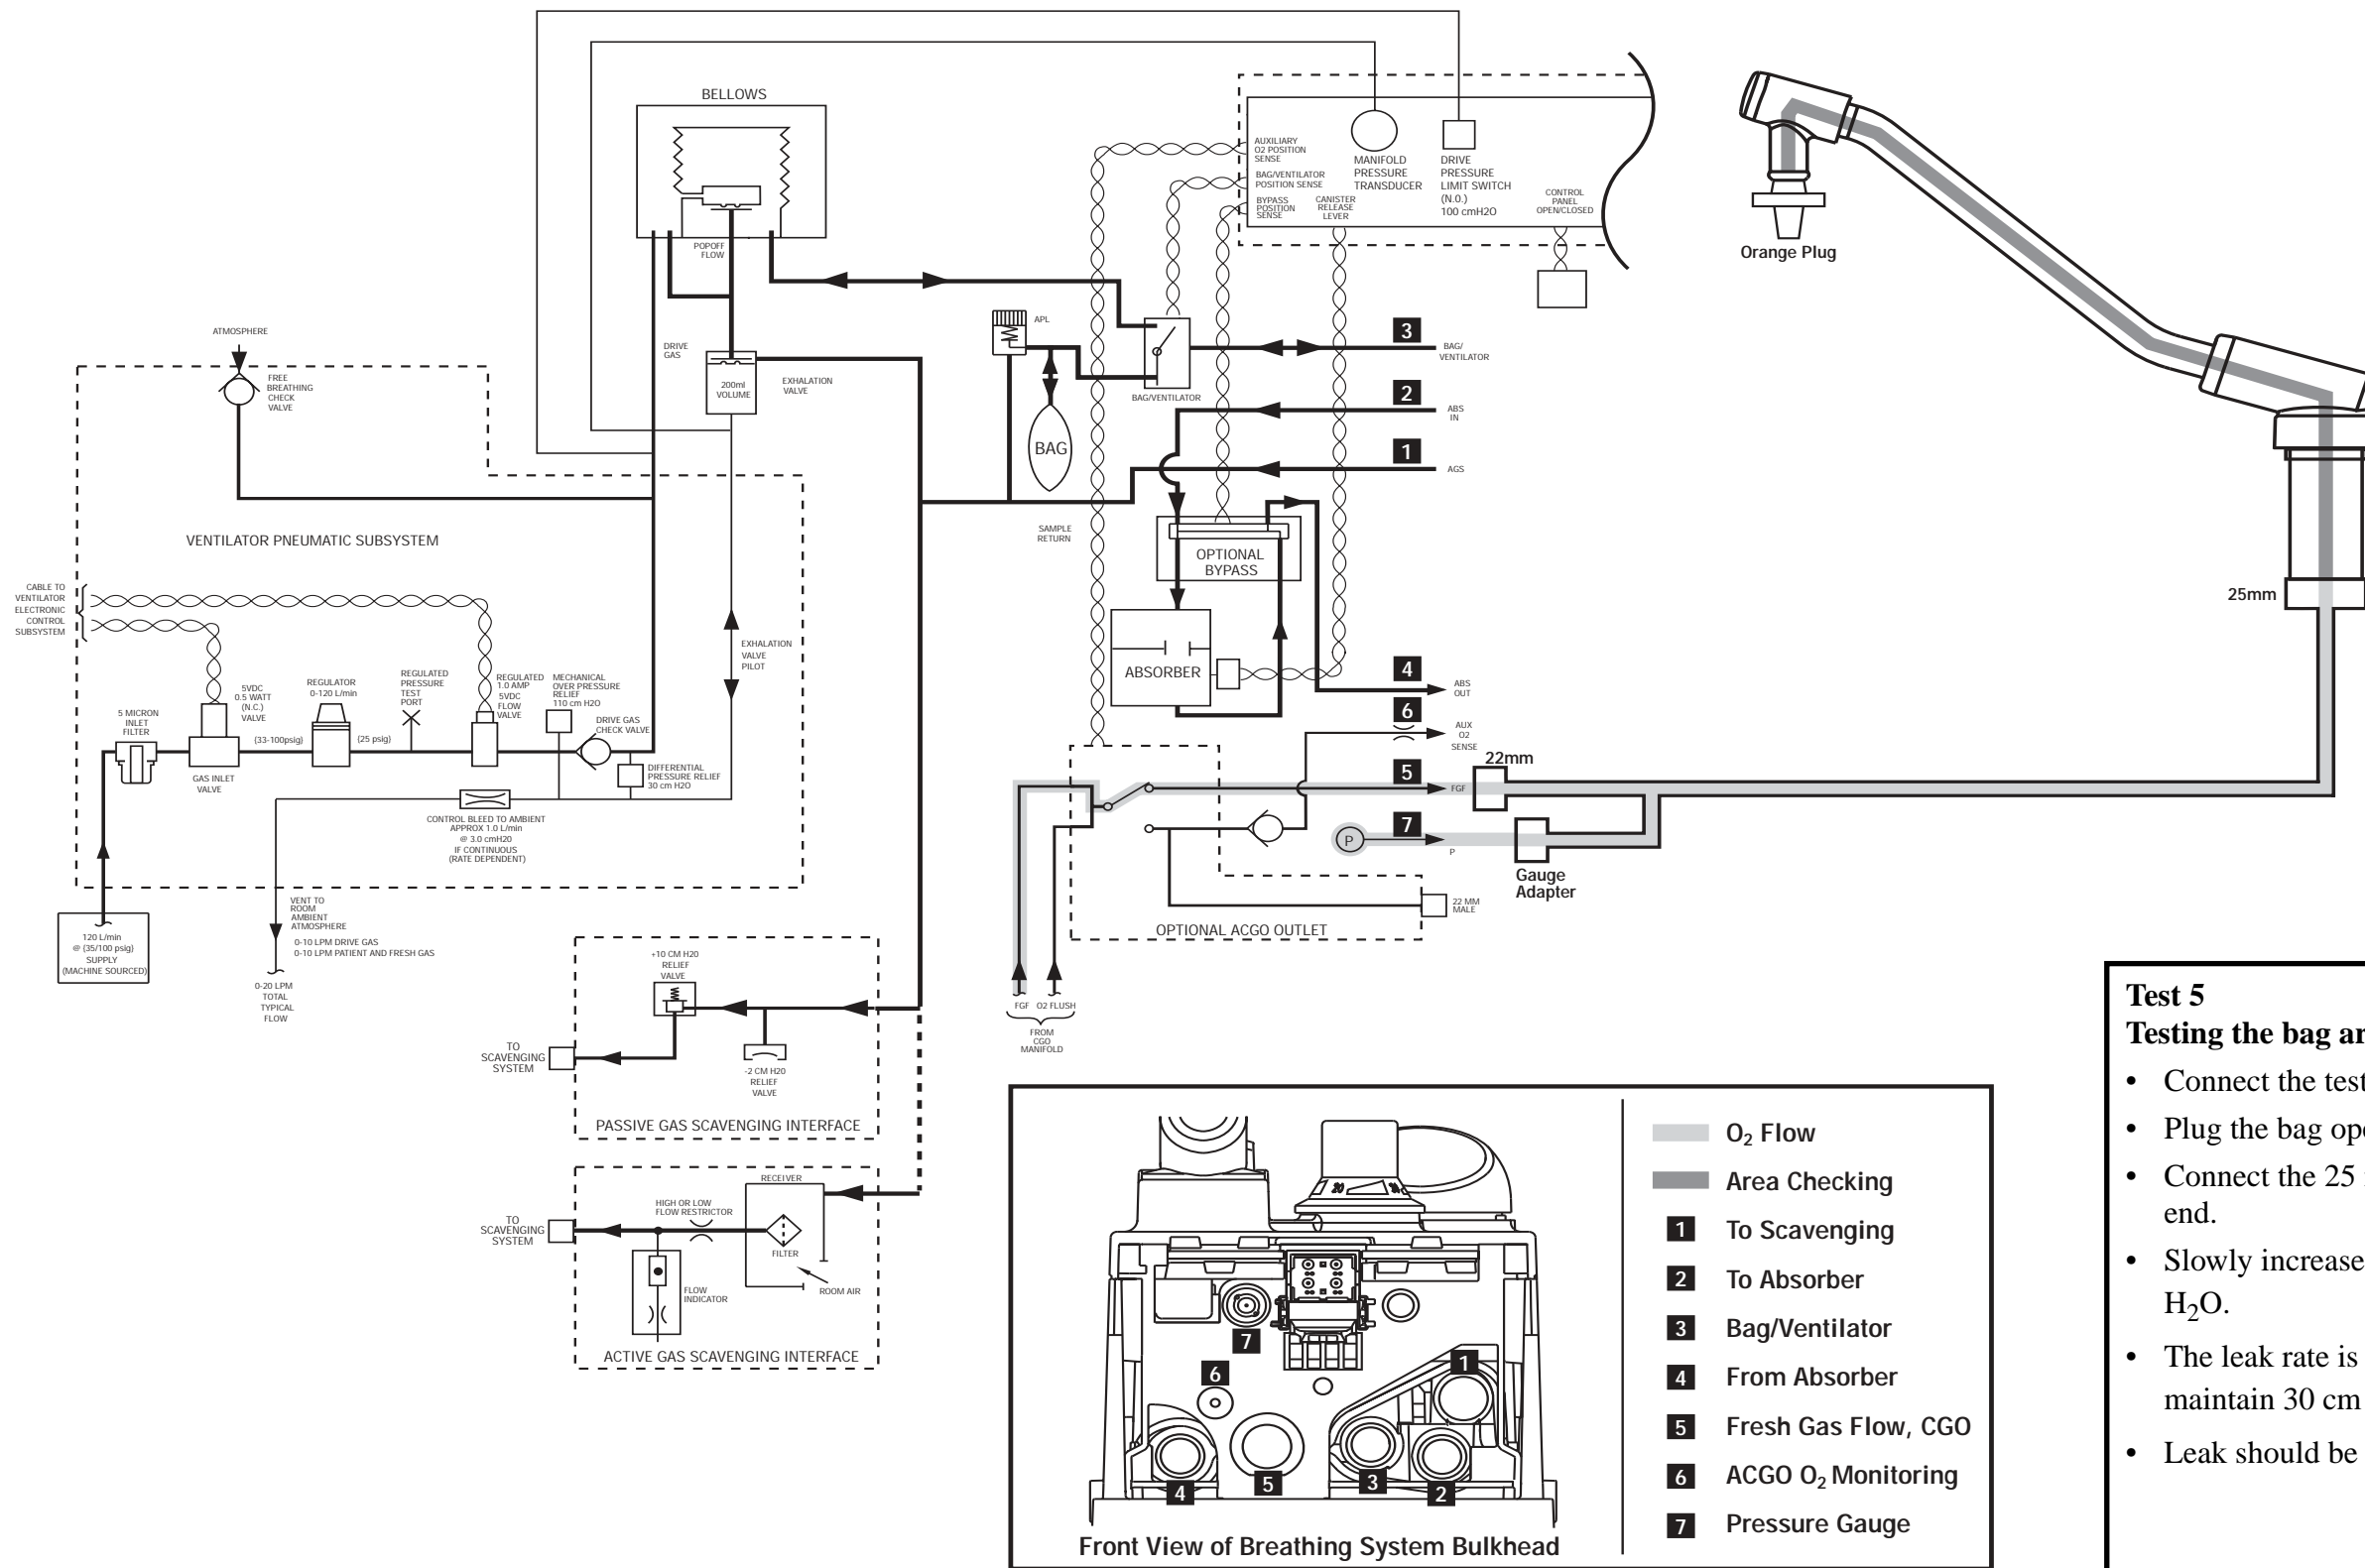 BELLOWS
POPOFF
FLOW
AUXILIARY
O2 POSITION
SENSE
BAG/VENTILATOR
POSITION SENSE
BYPASS
POSITION
SENSE
CANISTER
RELEASE
LEVER
MANIFOLD
PRESSURE
TRANSDUCER
DRIVE
PRESSURE
LIMIT SWITCH
(N.O.)
100 cmH2O
CONTROL
PANEL
OPEN/CLOSED
Orange Plug
ATMOSPHERE
FREE
BREATHING
CHECK
VALVE
DRIVE
GAS
200ml
VOLUME
EXHALATION
VALVE
APL
BAG
BAG/VENTILATOR
3
BAG/
VENTILATOR
2
ABS
IN
1
AGS
SAMPLE
RETURN
OPTIONAL
BYPASS
ABSORBER
4
ABS
OUT
6
AUX
O2
SENSE
5
FGF
7
P
P
22mm
25mm
Gauge
Adapter
22 MM
MALE
OPTIONAL ACGO OUTLET
FGF
O2 FLUSH
FROM
CGO
MANIFOLD
VENTILATOR PNEUMATIC SUBSYSTEM
CABLE TO
VENTILATOR
ELECTRONIC
CONTROL
SUBSYSTEM
5 MICRON
INLET
FILTER
5VDC
0.5 WATT
(N.C.)
VALVE
GAS INLET
VALVE
(33-100psig)
REGULATOR
0-120 L/min
(25 psig)
REGULATED
PRESSURE
TEST
PORT
REGULATED
1.0 AMP
5VDC
FLOW
VALVE
MECHANICAL
OVER PRESSURE
RELIEF
110 cm H2O
DRIVE GAS
CHECK VALVE
DIFFERENTIAL
PRESSURE RELIEF
30 cm H2O
EXHALATION
VALVE
PILOT
CONTROL BLEED TO AMBIENT
APPROX 1.0 L/min
@ 3.0 cmH20
IF CONTINUOUS
(RATE DEPENDENT)
120 L/min
@ (35/100 psig)
SUPPLY
(MACHINE SOURCED)
VENT TO
ROOM
AMBIENT
ATMOSPHERE
0-10 LPM DRIVE GAS
0-10 LPM PATIENT AND FRESH GAS
0-20 LPM
TOTAL
TYPICAL
FLOW
+10 CM H20
RELIEF
VALVE
TO
SCAVENGING
SYSTEM
-2 CM H20
RELIEF
VALVE
PASSIVE GAS SCAVENGING INTERFACE
RECEIVER
HIGH OR LOW
FLOW RESTRICTOR
TO
SCAVENGING
SYSTEM
FILTER
FLOW
INDICATOR
ROOM AIR
ACTIVE GAS SCAVENGING INTERFACE
20
30
7
6
1
4
5
3
2
Front View of Breathing System Bulkhead
O2 Flow
Area Checking
1 To Scavenging
2 To Absorber
3 Bag/Ventilator
4 From Absorber
5 Fresh Gas Flow, CGO
6 ACGO O2 Monitoring
7 Pressure Gauge
Test 5
Testing the bag ar
• Connect the test
• Plug the bag ope
• Connect the 25
end.
• Slowly increase
H2O.
• The leak rate is
maintain 30 cm
• Leak should be